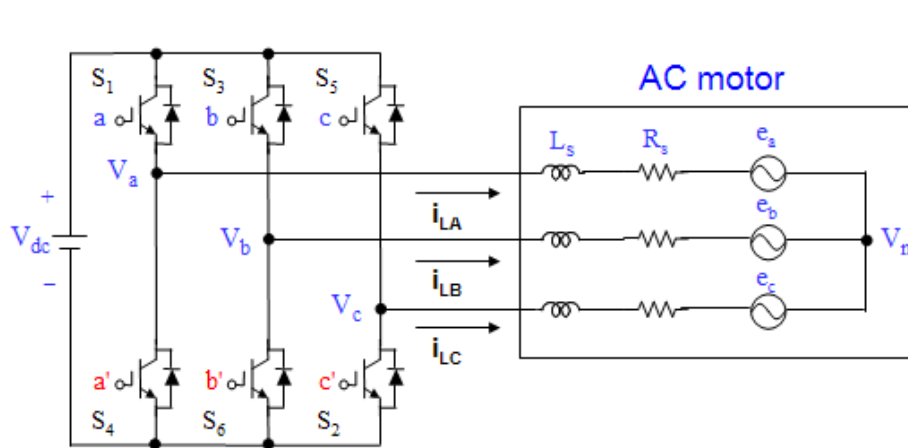 AC motor
S1 S3 S5
a b c
Ls Rs ea
Va
+
iLA
eb
Vdc
Vb
Vn
−
iLB
ec
Vc
iLC
a' b' c'
S4 S6 S2